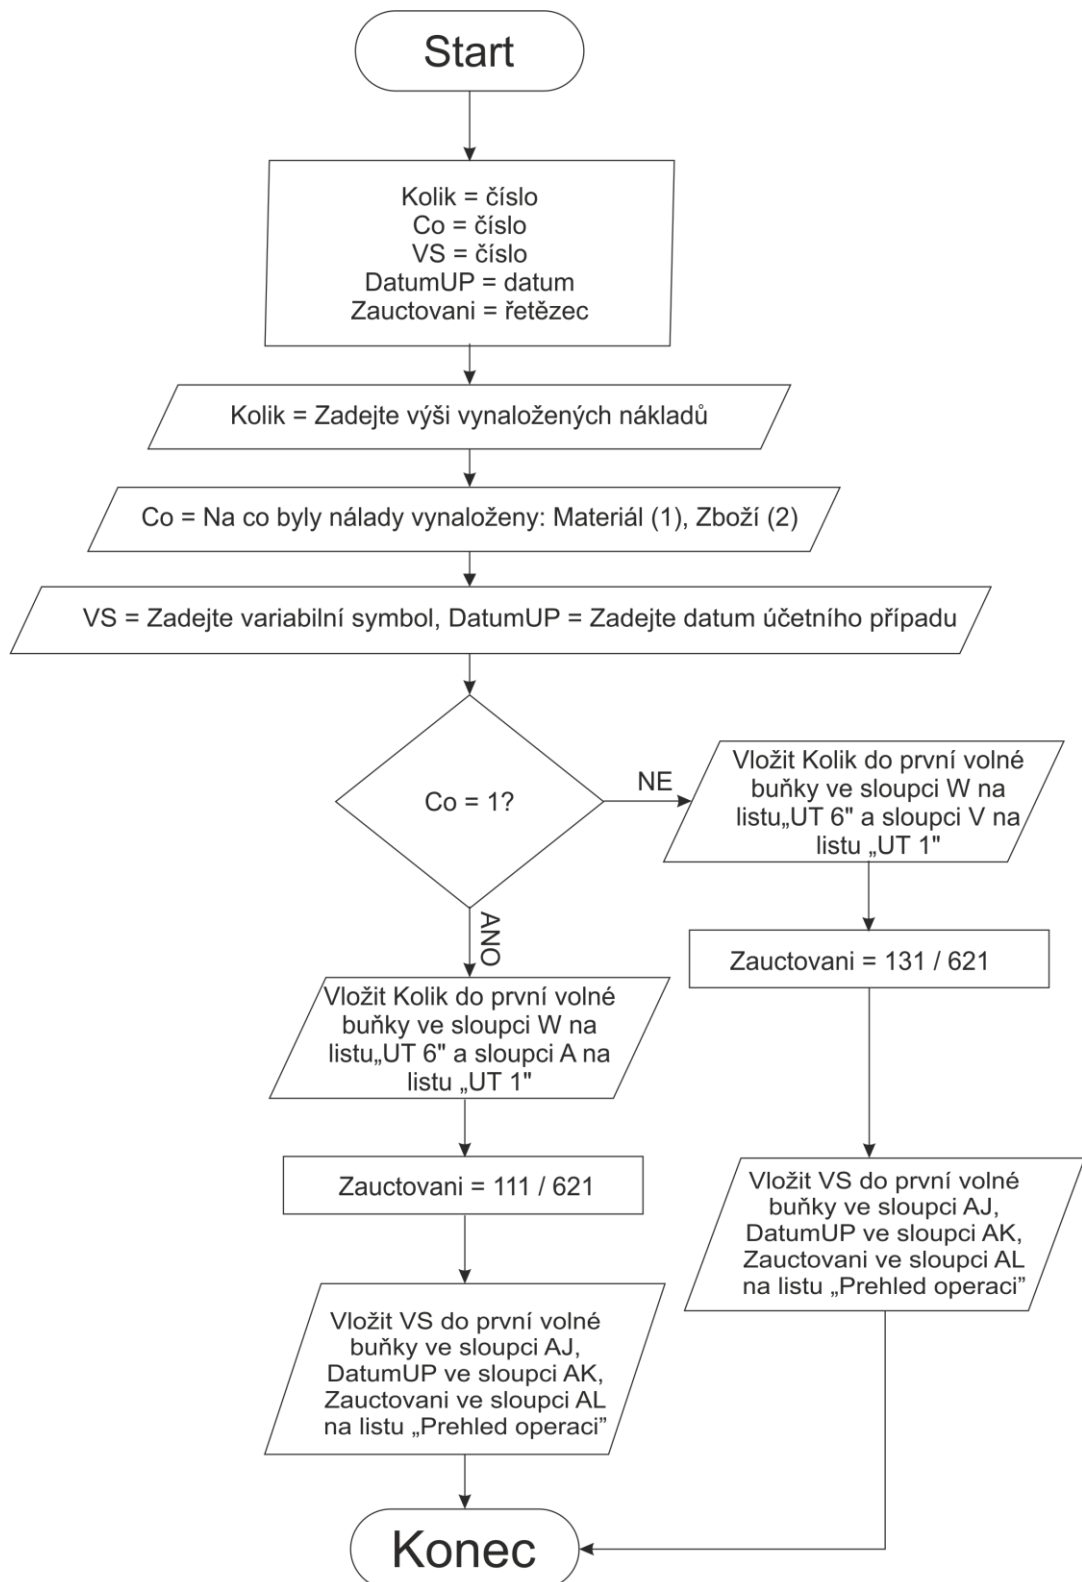 Start
Kolik = číslo
Co = číslo
VS = číslo
DatumUP = datum
Zauctovani = řetězec
Kolik = Zadejte výši vynaložených nákladů
Co = Na co byly nálady vynaloženy: Materiál (1), Zboží (2)
VS = Zadejte variabilní symbol, DatumUP = Zadejte datum účetního případu
Co = 1?
NE
Vložit Kolik do první volné
buňky ve sloupci W na
listu„UT 6" a sloupci V na
listu „UT 1"
Zauctovani = 131 / 621
Vložit VS do první volné
buňky ve sloupci AJ,
DatumUP ve sloupci AK,
Zauctovani ve sloupci AL
na listu „Prehled operaci”
ANO
Vložit Kolik do první volné
buňky ve sloupci W na
listu„UT 6" a sloupci A na
listu „UT 1"
Zauctovani = 111 / 621
Vložit VS do první volné
buňky ve sloupci AJ,
DatumUP ve sloupci AK,
Zauctovani ve sloupci AL
na listu „Prehled operaci”
Konec